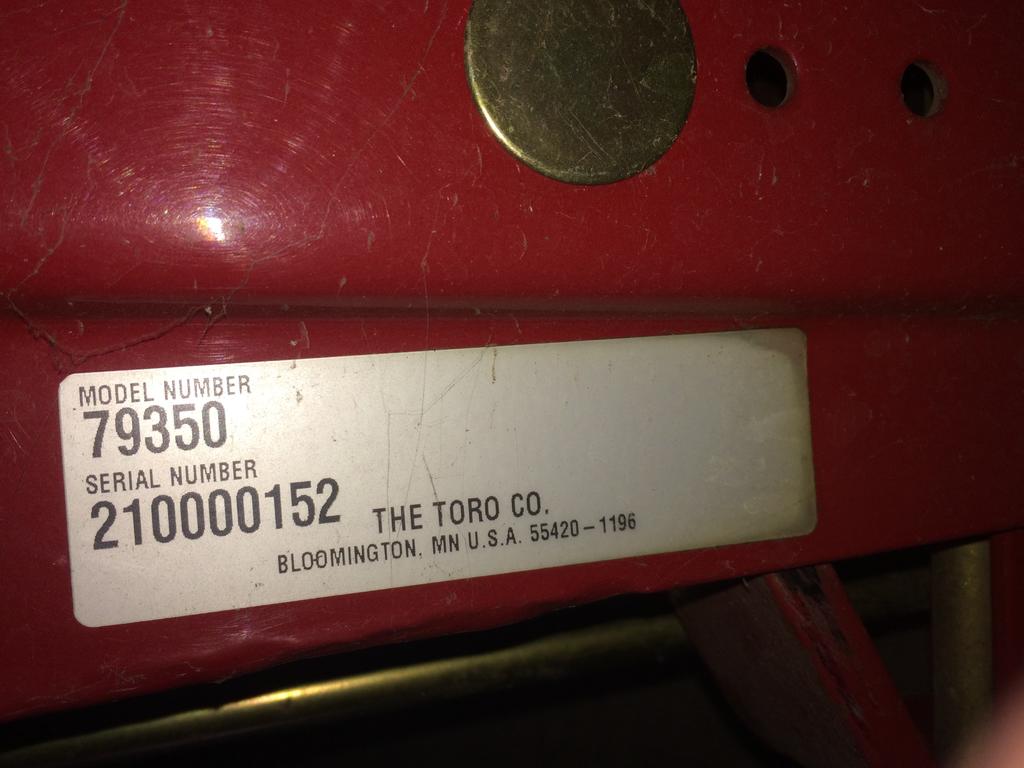 MODEL NUMBER
79350
SERIAL NUMBER
210000152
THE TORO CO.
BLOOMINGTON, MN U.S.A. 55420-1196